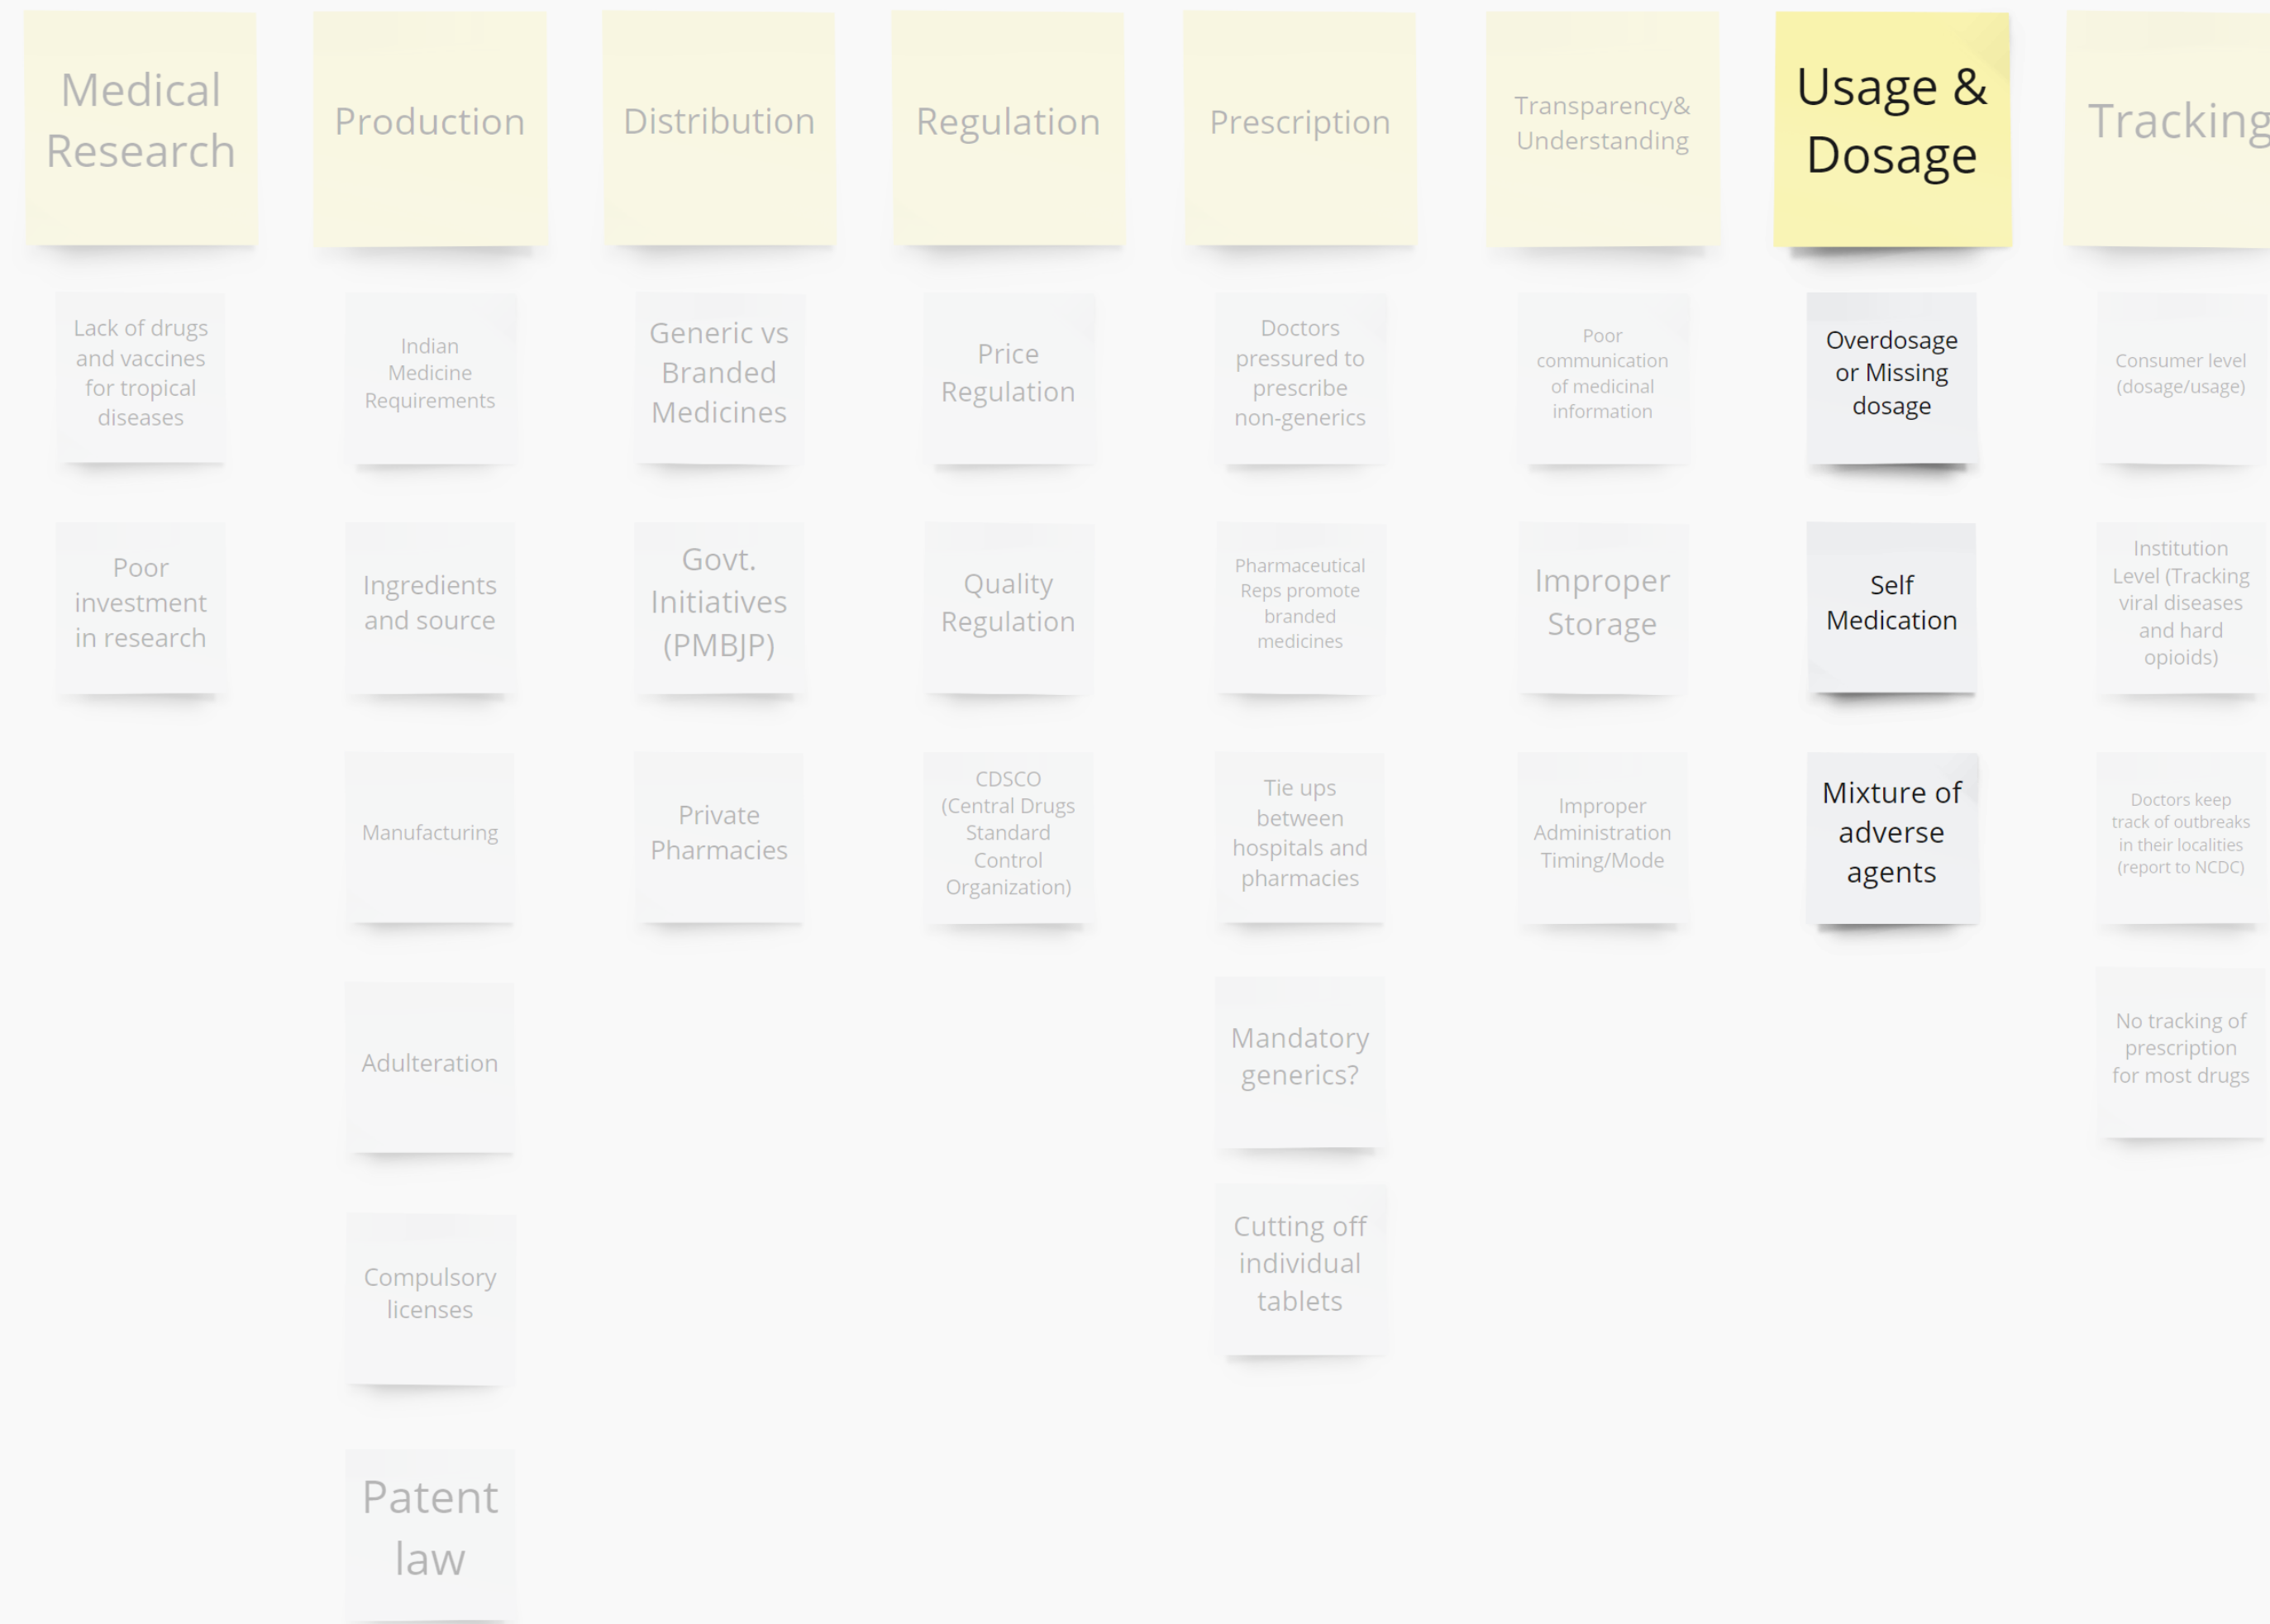 Medical
Research
Production
Distribution
Regulation
Prescription
Transparency&
Understanding
Usage &
Dosage
Tracking
Lack of drugs
and vaccines
for tropical
diseases
Indian
Medicine
Requirements
Generic vs
Branded
Medicines
Price
Regulation
Doctors
pressured to
prescribe
non-generics
Poor
communication
of medicinal
information
Overdosage
or Missing
dosage
Consumer level
(dosage/usage)
Poor
investment
in research
Ingredients
and source
Govt.
Initiatives
(PMBJP)
Quality
Regulation
Pharmaceutical
Reps promote
branded
medicines
Improper
Storage
Self
Medication
Institution
Level (Tracking
viral diseases
and hard
opioids)
Manufacturing
Private
Pharmacies
CDSCO
(Central Drugs
Standard
Control
Organization)
Tie ups
between
hospitals and
pharmacies
Improper
Administration
Timing/Mode
Mixture of
adverse
agents
Doctors keep
track of outbreaks
in their localities
(report to NCDC)
Adulteration
Mandatory
generics?
No tracking of
prescription
for most drugs
Compulsory
licenses
Cutting off
individual
tablets
Patent
law